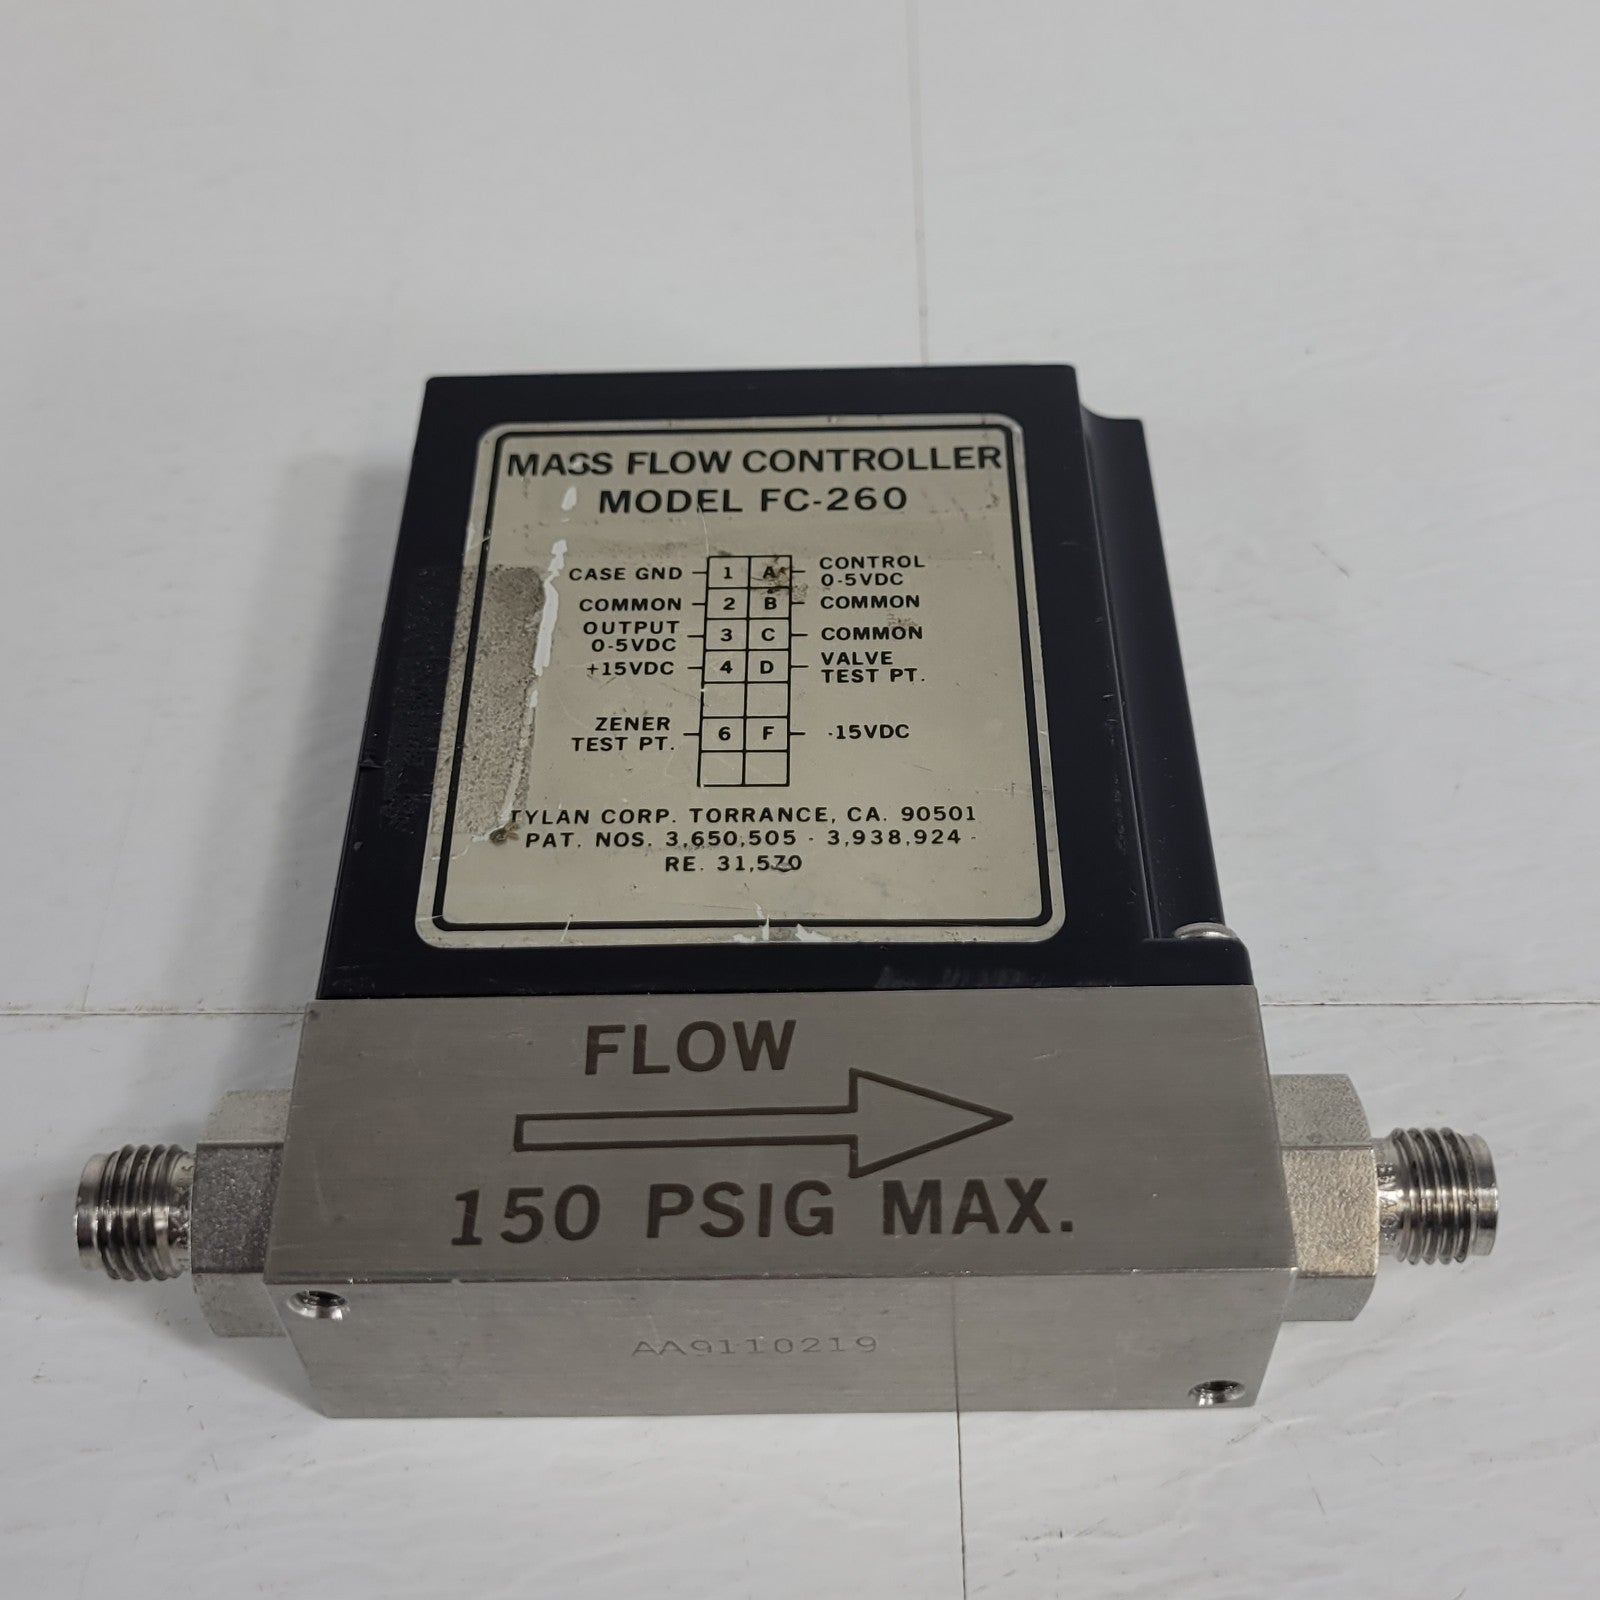 MASS FLOW CONTROLLER
MODEL FC-260
CASE GND 1 A CONTROL 0-5VDC
COMMON 2 B COMMON
OUTPUT 0-5VDC 3 C COMMON
+15VDC 4 D VALVE TEST PT.
ZENER TEST PT. 6 F -15VDC
TYLAN CORP. TORRANCE, CA. 90501
PAT. NOS. 3,650,505 - 3,938,924 -
RE. 31,570
FLOW
150 PSIG MAX.
AA9110219